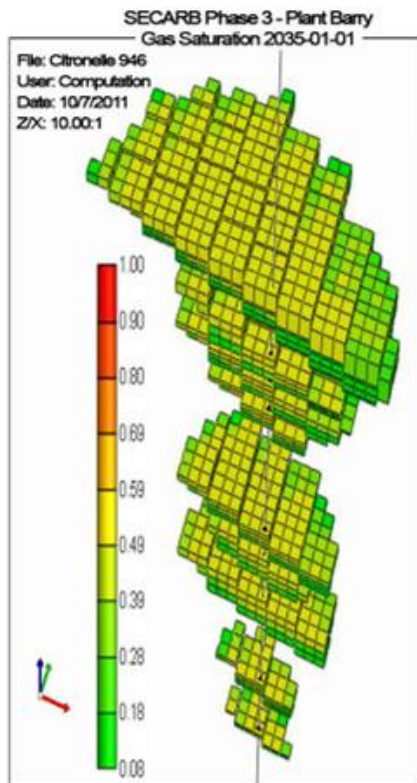 SECARB Phase 3 - Plant Barry
Gas Saturation 2035-01-01
File: Citronelle 946
User: Computation
Date: 10/7/2011
Z/X: 10.00:1
1.00
0.90
0.80
0.69
0.59
0.49
0.39
0.28
0.18
0.08